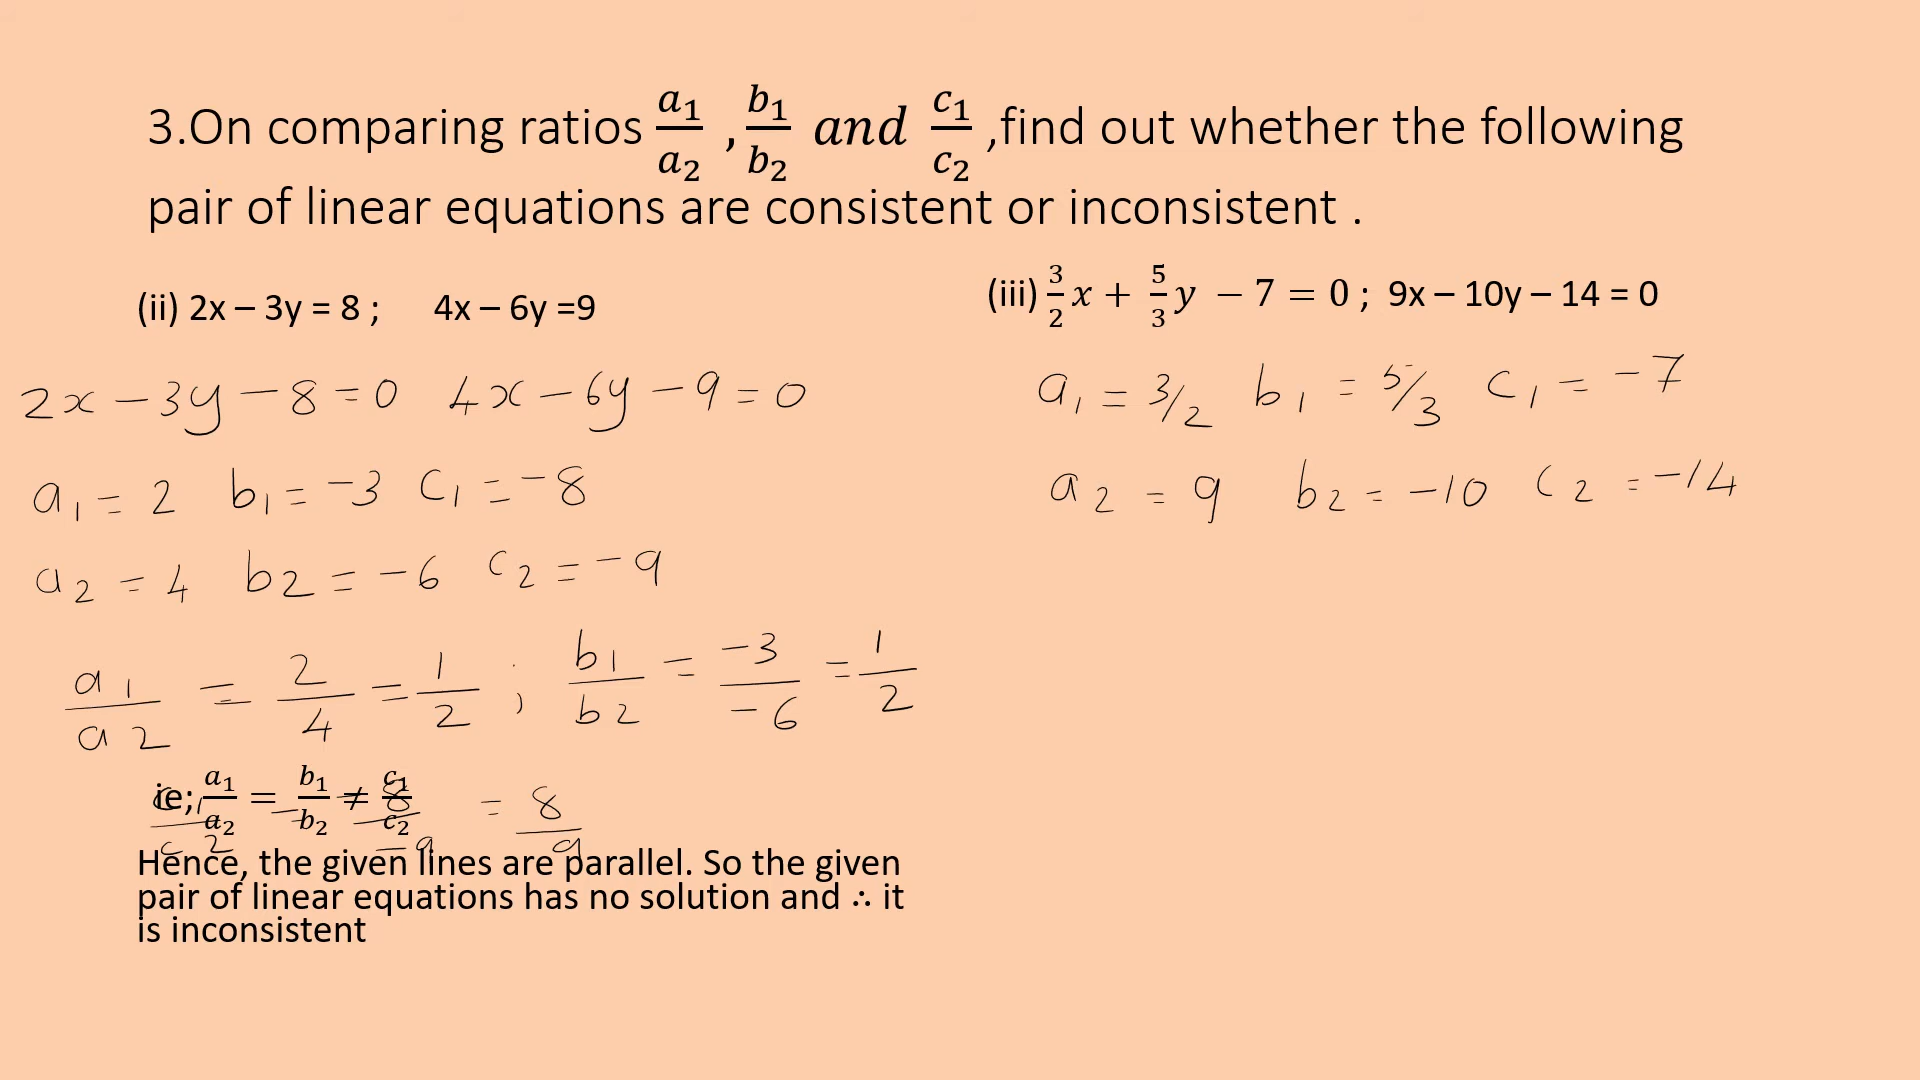 3.On comparing ratios a₁/a₂ , b₁/b₂ and c₁/c₂ ,find out whether the following
pair of linear equations are consistent or inconsistent .
(ii) 2x – 3y = 8 ; 4x – 6y =9
2x - 3y - 8 = 0 4x - 6y - 9 = 0
a₁ = 2 b₁ = -3 c₁ = -8
a₂ = 4 b2 = -6 c₂ = -9
a₁/a2 = 2/4 = 1/2 ; b₁/b2 = -3/-6 = 1/2
ie; a₁/a₂ = b₁/b₂ ≠ c₁/c₂
c₁/c2 = -8/-9 = 8/9
Hence, the given lines are parallel. So the given
pair of linear equations has no solution and ∴ it
is inconsistent
(iii) 3/2 x + 5/3 y − 7 = 0 ; 9x – 10y – 14 = 0
a₁ = 3/2 b₁ = 5/3 c₁ = -7
a₂ = 9 b₂ = -10 c₂ = -14